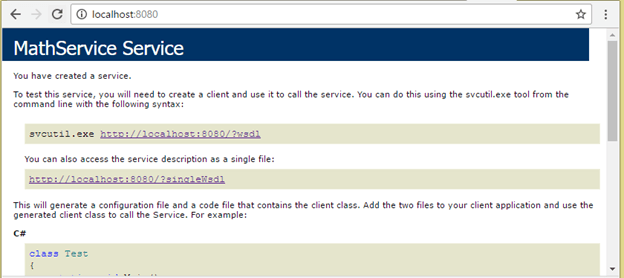 localhost:8080
MathService Service
You have created a service.
To test this service, you will need to create a client and use it to call the service. You can do this using the svcutil.exe tool from the
command line with the following syntax:
svcutil.exe http://localhost:8080/?wsdl
You can also access the service description as a single file:
http://localhost:8080/?singleWsdl
This will generate a configuration file and a code file that contains the client class. Add the two files to your client application and use the
generated client class to call the Service. For example:
C#
class Test
{